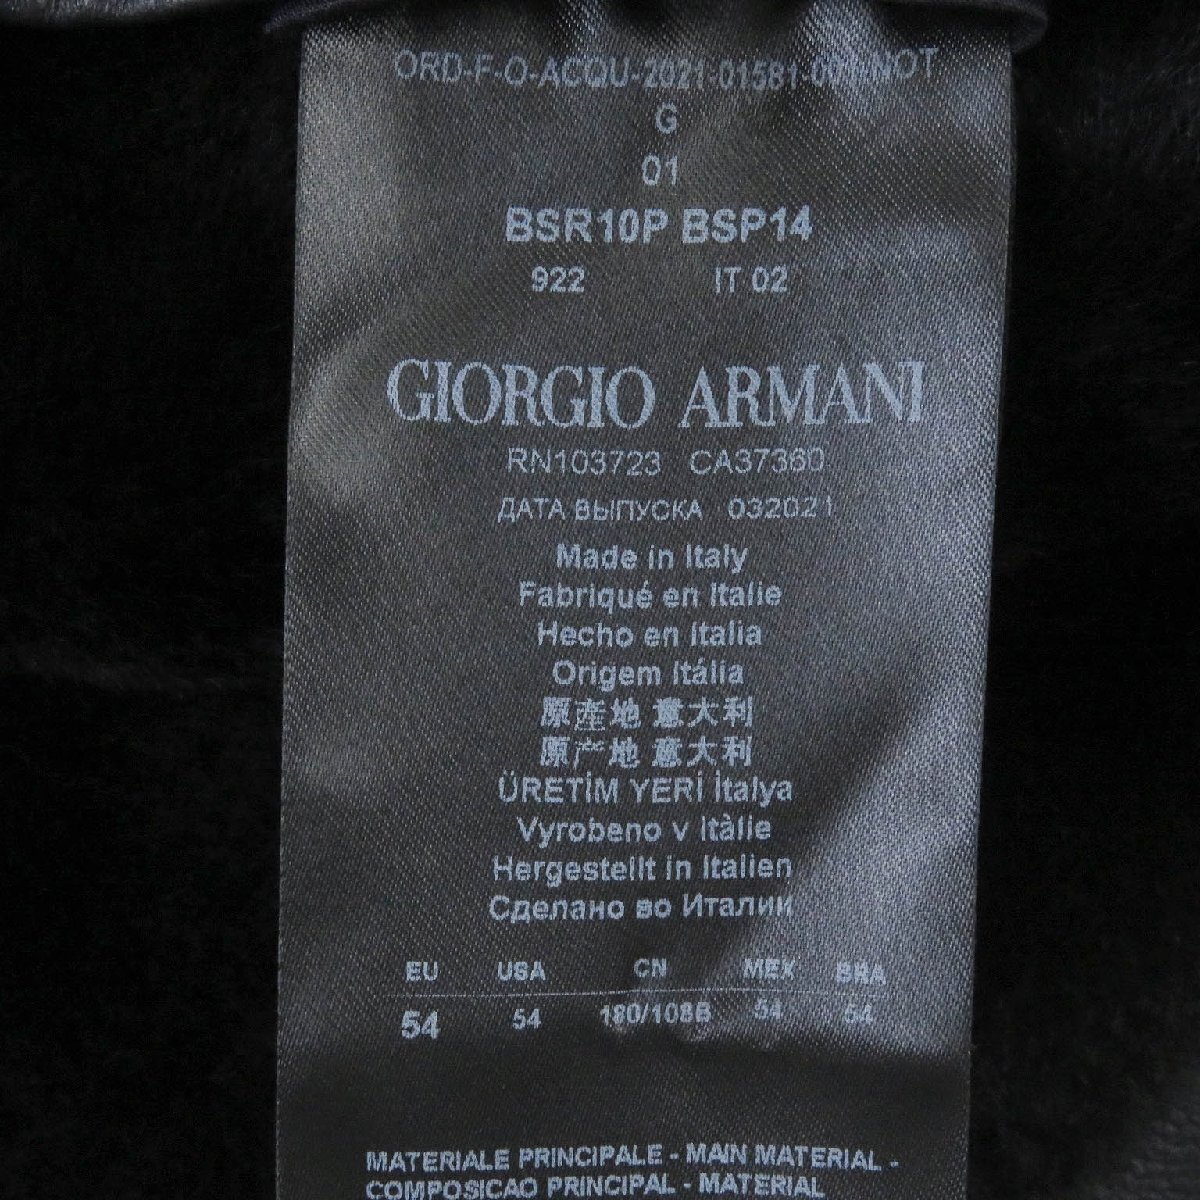 ORD-F-O-ACQU-2021-01581-001-NOT
G
01
BSR10P BSP14
922 IT 02
GIORGIO ARMANI
RN103723 CA37360
ДАТА ВЫПУСКА 032021
Made in Italy
Fabriqué en Italie
Hecho en Italia
Origem Itália
原產地 意大利
原产地 意大利
ÜRETİM YERİ İtalya
Vyrobeno v Itàlie
Hergestellt in Italien
Сделано во Италии
EU USA CN MEX BRA
54 54 180/108B 54 54
MATERIALE PRINCIPALE - MAIN MATERIAL -
COMPOSICAO PRINCIPAL - MATERIAL